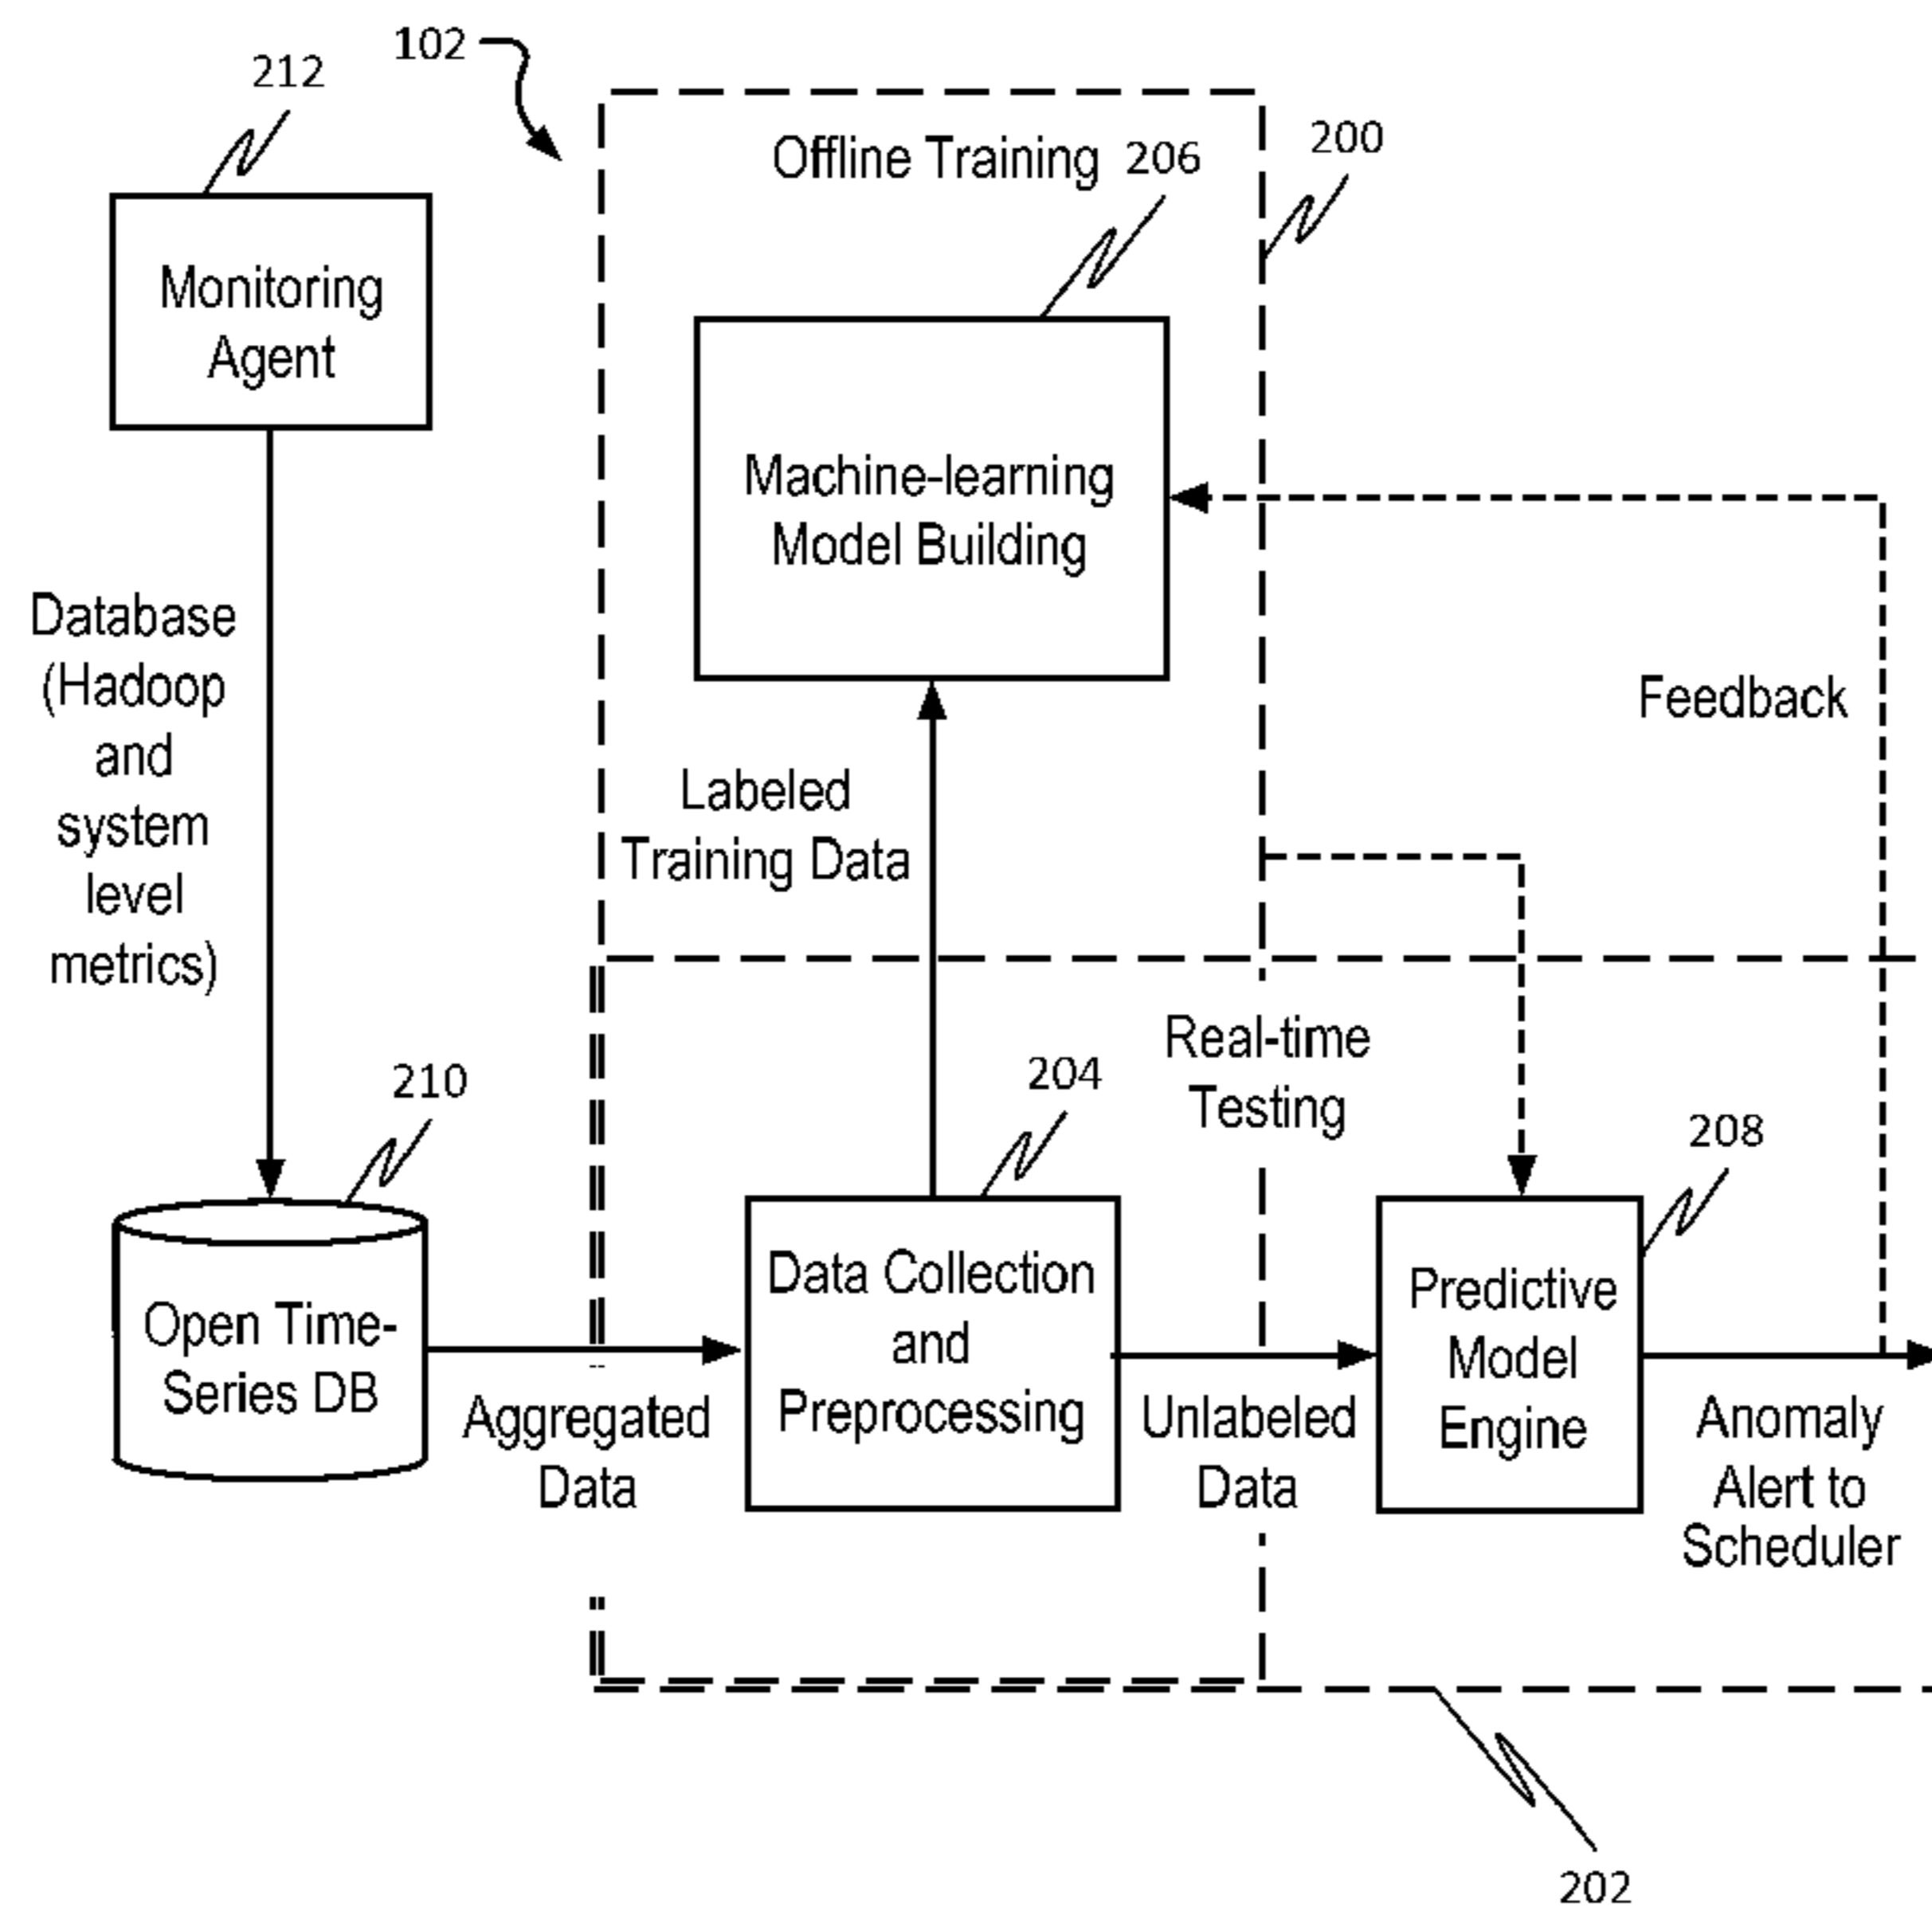 102
212
Offline Training
206
200
Monitoring
Agent
Machine-learning
Model Building
Database
(Hadoop
and
system
level
metrics)
Feedback
Labeled
Training Data
Real-time
Testing
210
204
208
Open Time-
Series DB
Aggregated
Data
Data Collection
and
Preprocessing
Unlabeled
Data
Predictive
Model
Engine
Anomaly
Alert to
Scheduler
202